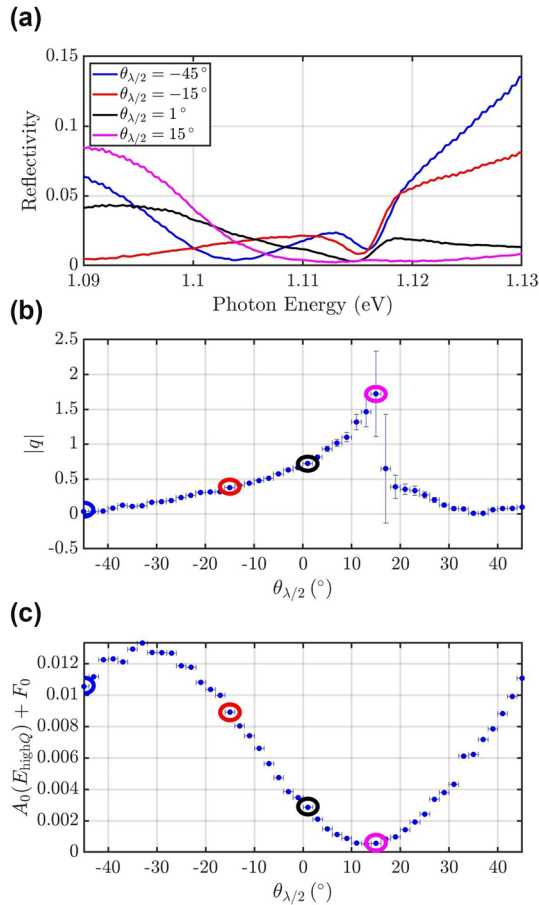 (a)
0.15
0.1
0.05
0
Reflectivity
θλ/2 = −45°
θλ/2 = −15°
θλ/2 = 1°
θλ/2 = 15°
1.09 1.1 1.11 1.12 1.13
Photon Energy (eV)
(b)
2.5
2
1.5
1
0.5
0
-0.5
|q|
-40 -30 -20 -10 0 10 20 30 40
θλ/2 (°)
(c)
0.012
0.01
0.008
0.006
0.004
0.002
0
A0(EhighQ) + F0
-40 -30 -20 -10 0 10 20 30 40
θλ/2 (°)